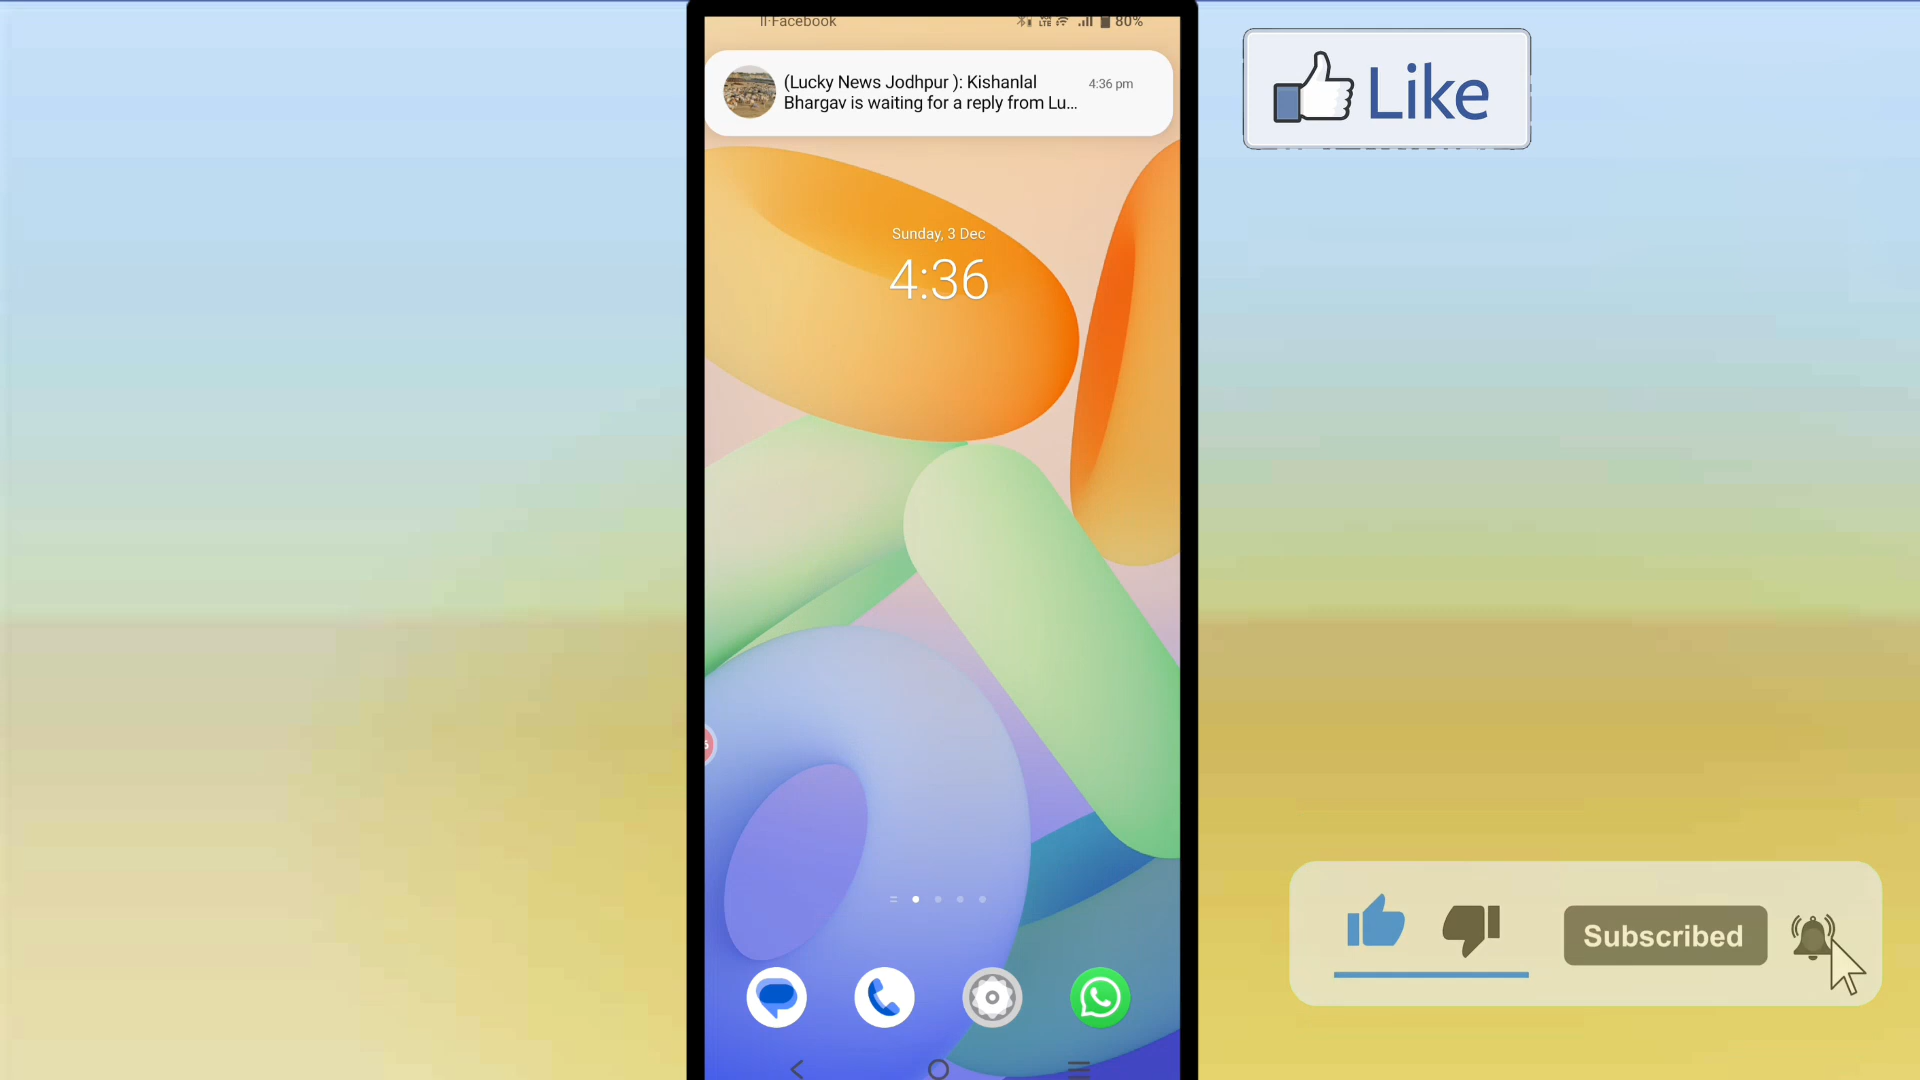 Facebook
80%
(Lucky News Jodhpur ): Kishanlal
Bhargav is waiting for a reply from Lu...
4:36 pm
Like
Sunday, 3 Dec
4:36
Subscribed